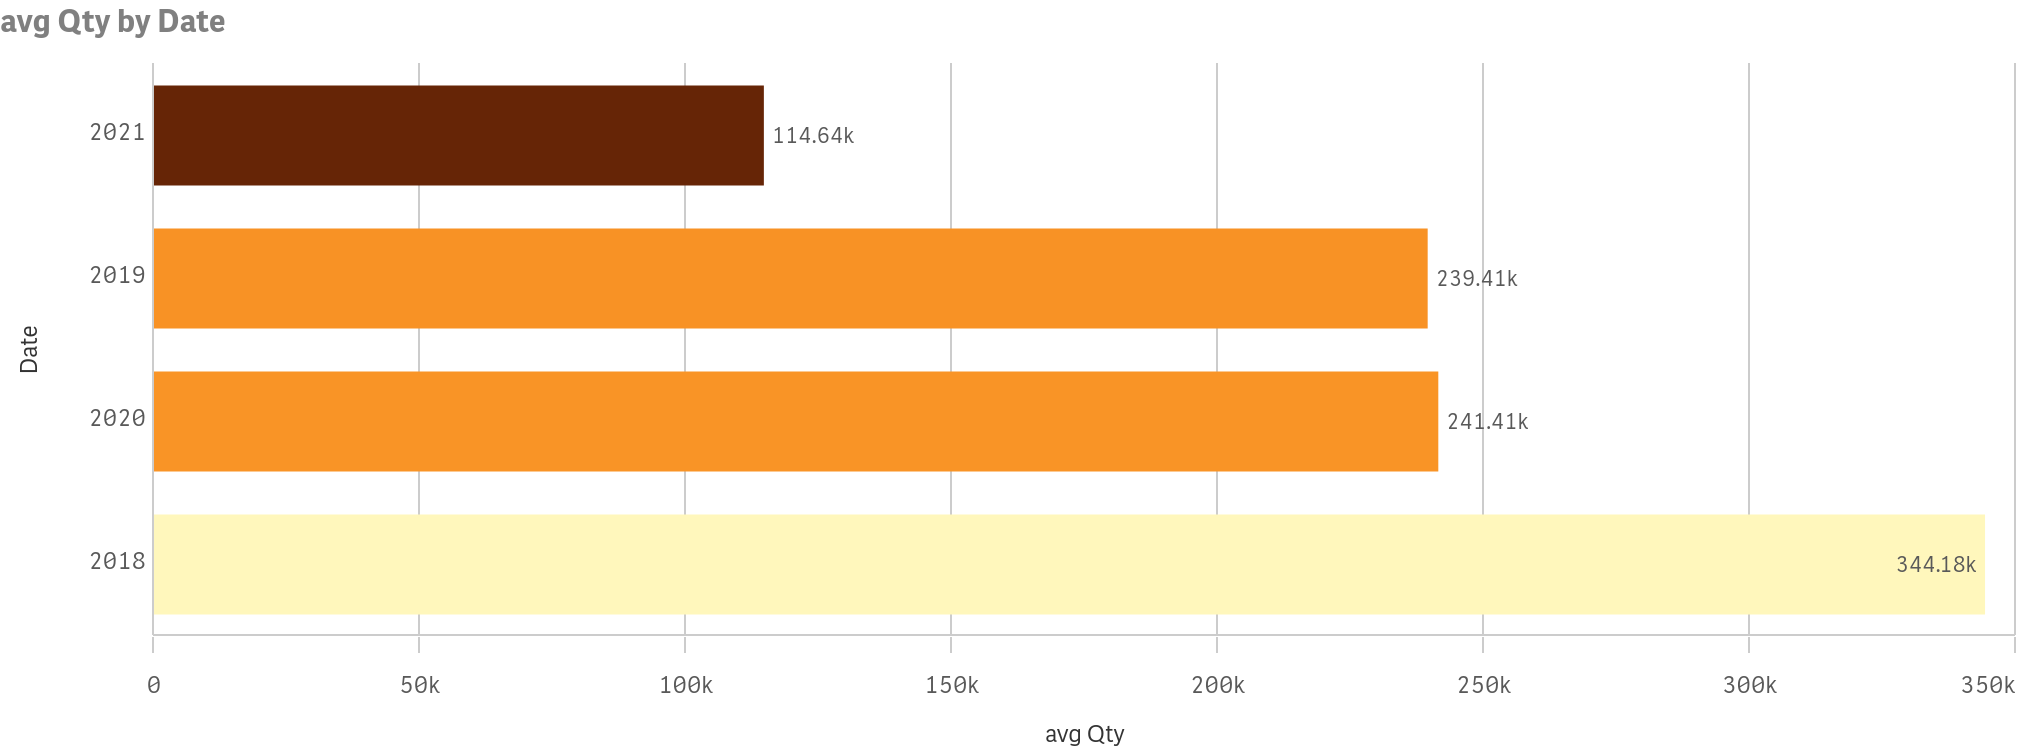 avg Qty by Date
2021
114.64k
2019
239.41k
2020
241.41k
2018
344.18k
Date
0 50k 100k 150k 200k 250k 300k 350k
avg Qty